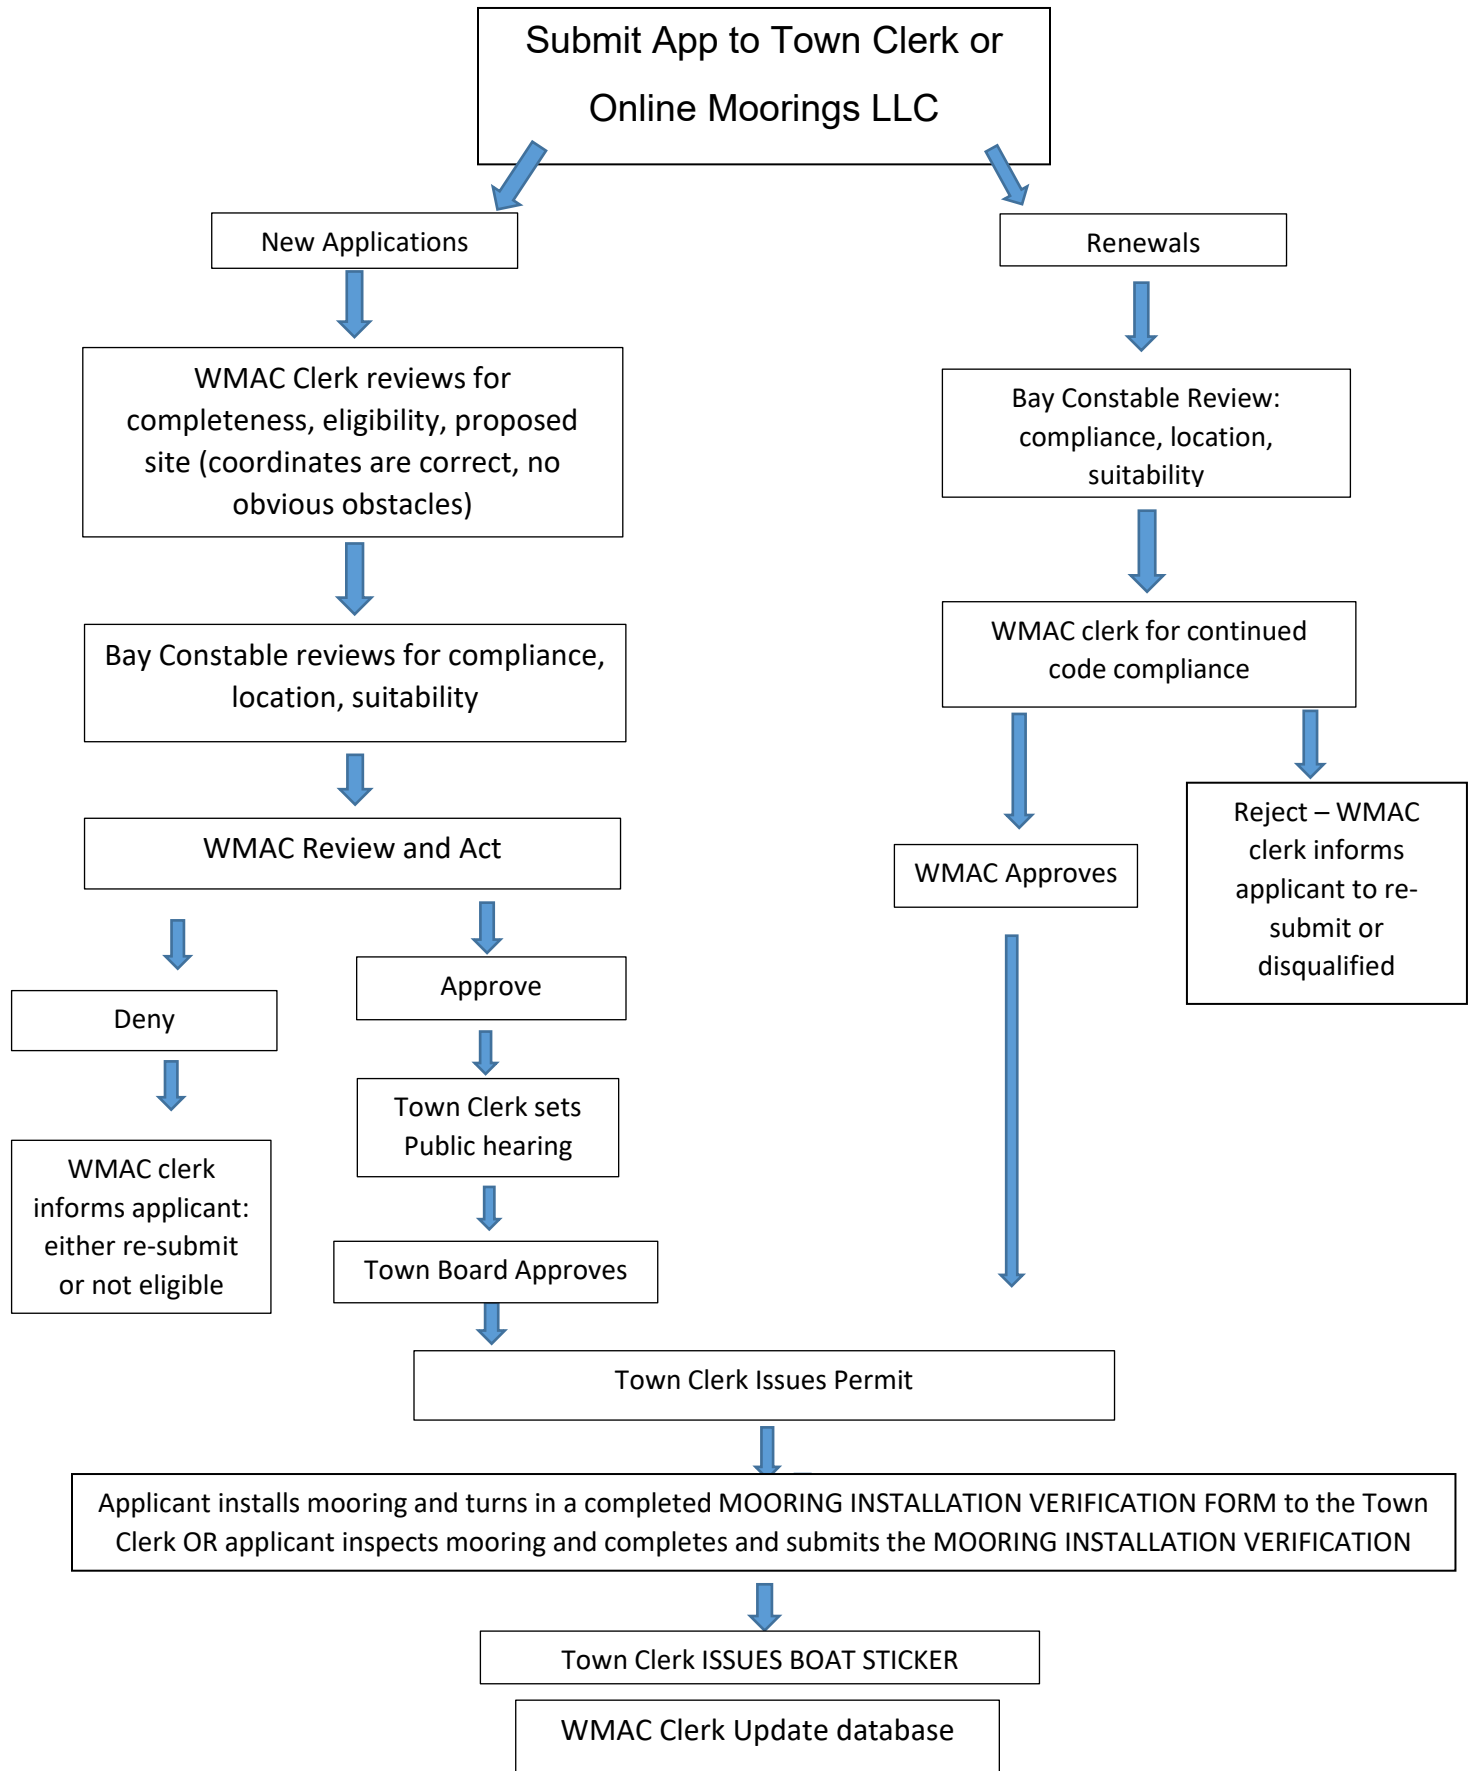 Submit App to Town Clerk or
Online Moorings LLC
New Applications
Renewals
WMAC Clerk reviews for
completeness, eligibility, proposed
site (coordinates are correct, no
obvious obstacles)
Bay Constable Review:
compliance, location,
suitability
Bay Constable reviews for compliance,
location, suitability
WMAC clerk for continued
code compliance
WMAC Review and Act
WMAC Approves
Reject – WMAC
clerk informs
applicant to re-
submit or
disqualified
Deny
Approve
Town Clerk sets
Public hearing
WMAC clerk
informs applicant:
either re-submit
or not eligible
Town Board Approves
Town Clerk Issues Permit
Applicant installs mooring and turns in a completed MOORING INSTALLATION VERIFICATION FORM to the Town
Clerk OR applicant inspects mooring and completes and submits the MOORING INSTALLATION VERIFICATION
Town Clerk ISSUES BOAT STICKER
WMAC Clerk Update database